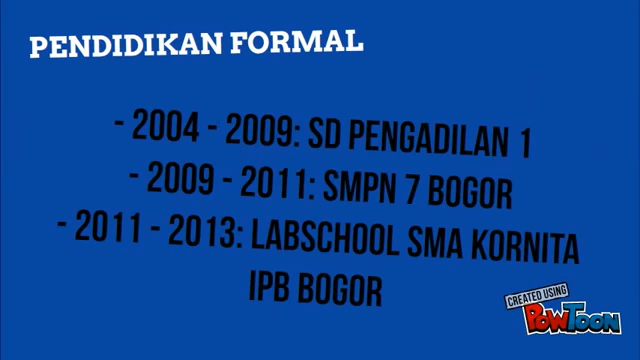 PENDIDIKAN FORMAL
- 2004 - 2009: SD PENGADILAN 1
- 2009 - 2011: SMPN 7 BOGOR
- 2011 - 2013: LABSCHOOL SMA KORNITA
IPB BOGOR
CREATED USING
POWTOON